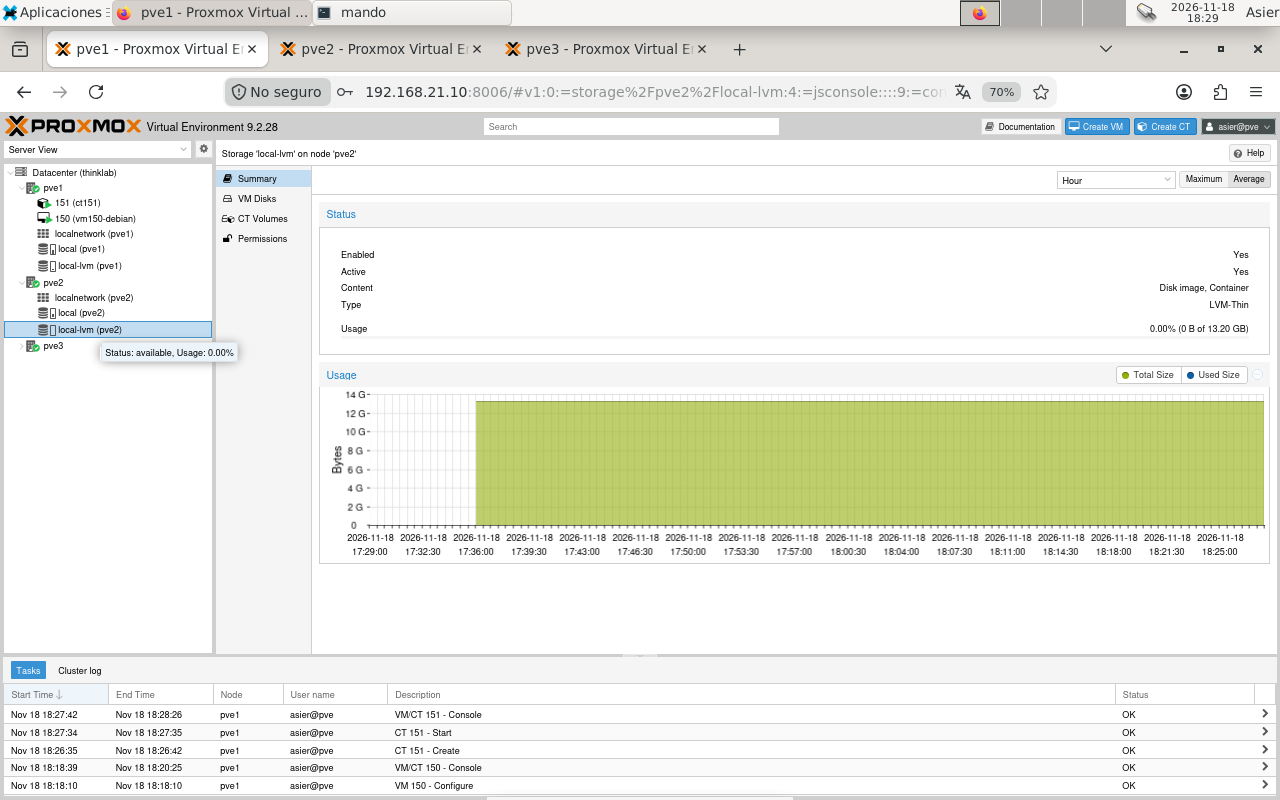 Aplicaciones pve1 - Proxmox Virtual ... mando 2026-11-18 18:29 Asier
pve1 - Proxmox Virtual E pve2 - Proxmox Virtual E pve3 - Proxmox Virtual E
No seguro 192.168.21.10:8006/#v1:0:=storage%2Fpve2%2Flocal-lvm:4:=jsconsole::::9:=con 70%
PROXMOX Virtual Environment 9.2.28 Search Documentation Create VM Create CT asier@pve
Server View
Storage 'local-lvm' on node 'pve2' Help
Datacenter (thinklab)
pve1
151 (ct151)
150 (vm150-debian)
localnetwork (pve1)
local (pve1)
local-lvm (pve1)
pve2
localnetwork (pve2)
local (pve2)
local-lvm (pve2)
pve3
Status: available, Usage: 0.00%
Summary
VM Disks
CT Volumes
Permissions
Hour Maximum Average
Status
Enabled Yes
Active Yes
Content Disk image, Container
Type LVM-Thin
Usage 0.00% (0 B of 13.20 GB)
Usage Total Size Used Size
Bytes
14 G
12 G
10 G
8 G
6 G
4 G
2 G
0
2026-11-18 2026-11-18 2026-11-18 2026-11-18 2026-11-18 2026-11-18 2026-11-18 2026-11-18 2026-11-18 2026-11-18 2026-11-18 2026-11-18 2026-11-18 2026-11-18 2026-11-18 2026-11-18 2026-11-18
17:29:00 17:32:30 17:36:00 17:39:30 17:43:00 17:46:30 17:50:00 17:53:30 17:57:00 18:00:30 18:04:00 18:07:30 18:11:00 18:14:30 18:18:00 18:21:30 18:25:00
Tasks Cluster log
Start Time End Time Node User name Description Status
Nov 18 18:27:42 Nov 18 18:28:26 pve1 asier@pve VM/CT 151 - Console OK
Nov 18 18:27:34 Nov 18 18:27:35 pve1 asier@pve CT 151 - Start OK
Nov 18 18:26:35 Nov 18 18:26:42 pve1 asier@pve CT 151 - Create OK
Nov 18 18:18:39 Nov 18 18:20:25 pve1 asier@pve VM/CT 150 - Console OK
Nov 18 18:18:10 Nov 18 18:18:10 pve1 asier@pve VM 150 - Configure OK